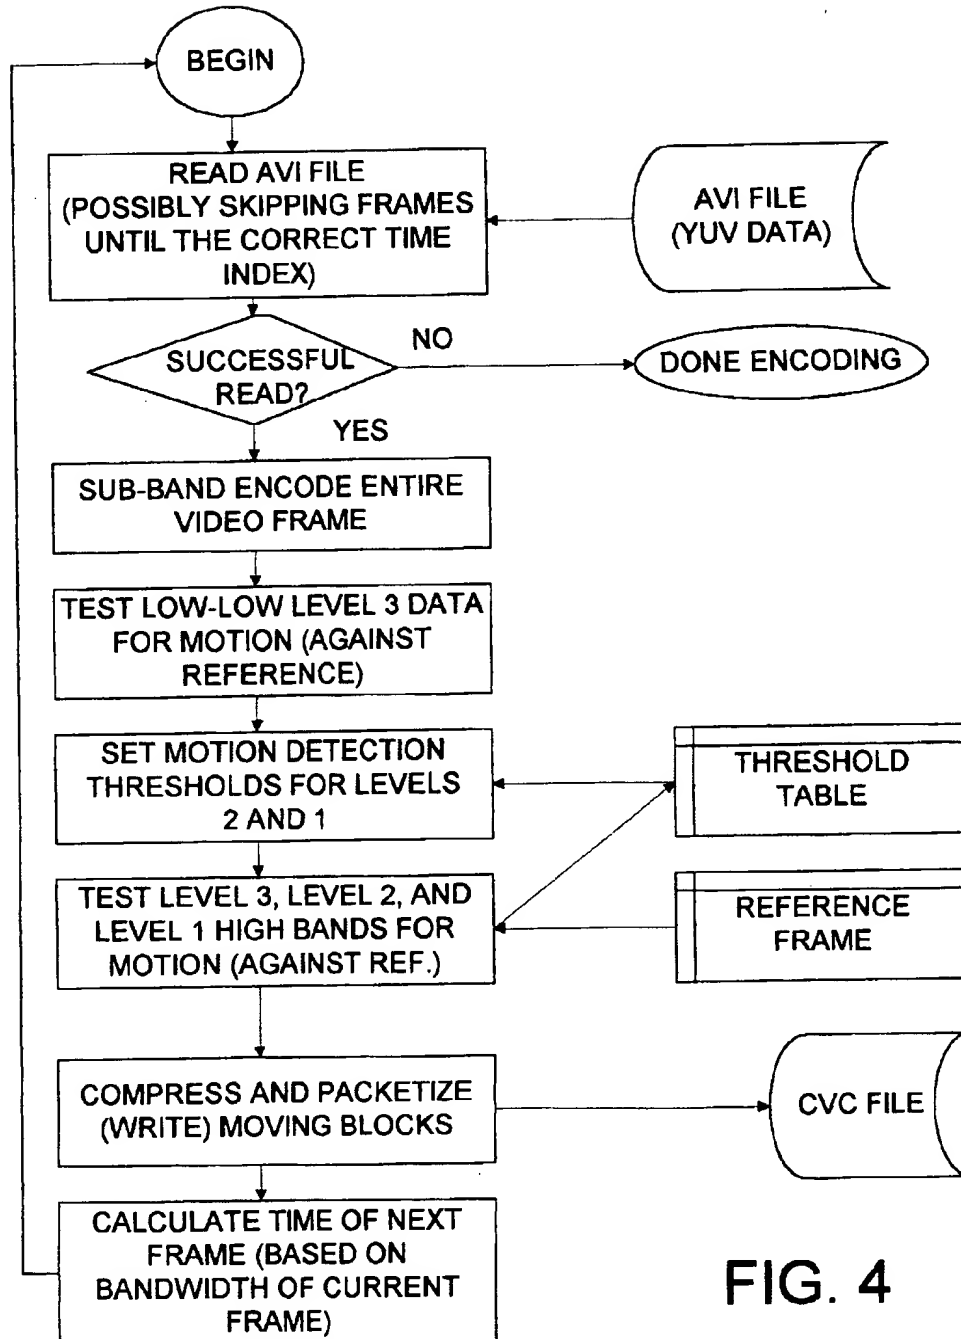 BEGIN
READ AVI FILE
(POSSIBLY SKIPPING FRAMES
UNTIL THE CORRECT TIME
INDEX)
AVI FILE
(YUV DATA)
SUCCESSFUL
READ?
NO
DONE ENCODING
YES
SUB-BAND ENCODE ENTIRE
VIDEO FRAME
TEST LOW-LOW LEVEL 3 DATA
FOR MOTION (AGAINST
REFERENCE)
SET MOTION DETECTION
THRESHOLDS FOR LEVELS
2 AND 1
THRESHOLD
TABLE
TEST LEVEL 3, LEVEL 2, AND
LEVEL 1 HIGH BANDS FOR
MOTION (AGAINST REF.)
REFERENCE
FRAME
COMPRESS AND PACKETIZE
(WRITE) MOVING BLOCKS
CVC FILE
CALCULATE TIME OF NEXT
FRAME (BASED ON
BANDWIDTH OF CURRENT
FRAME)
FIG. 4